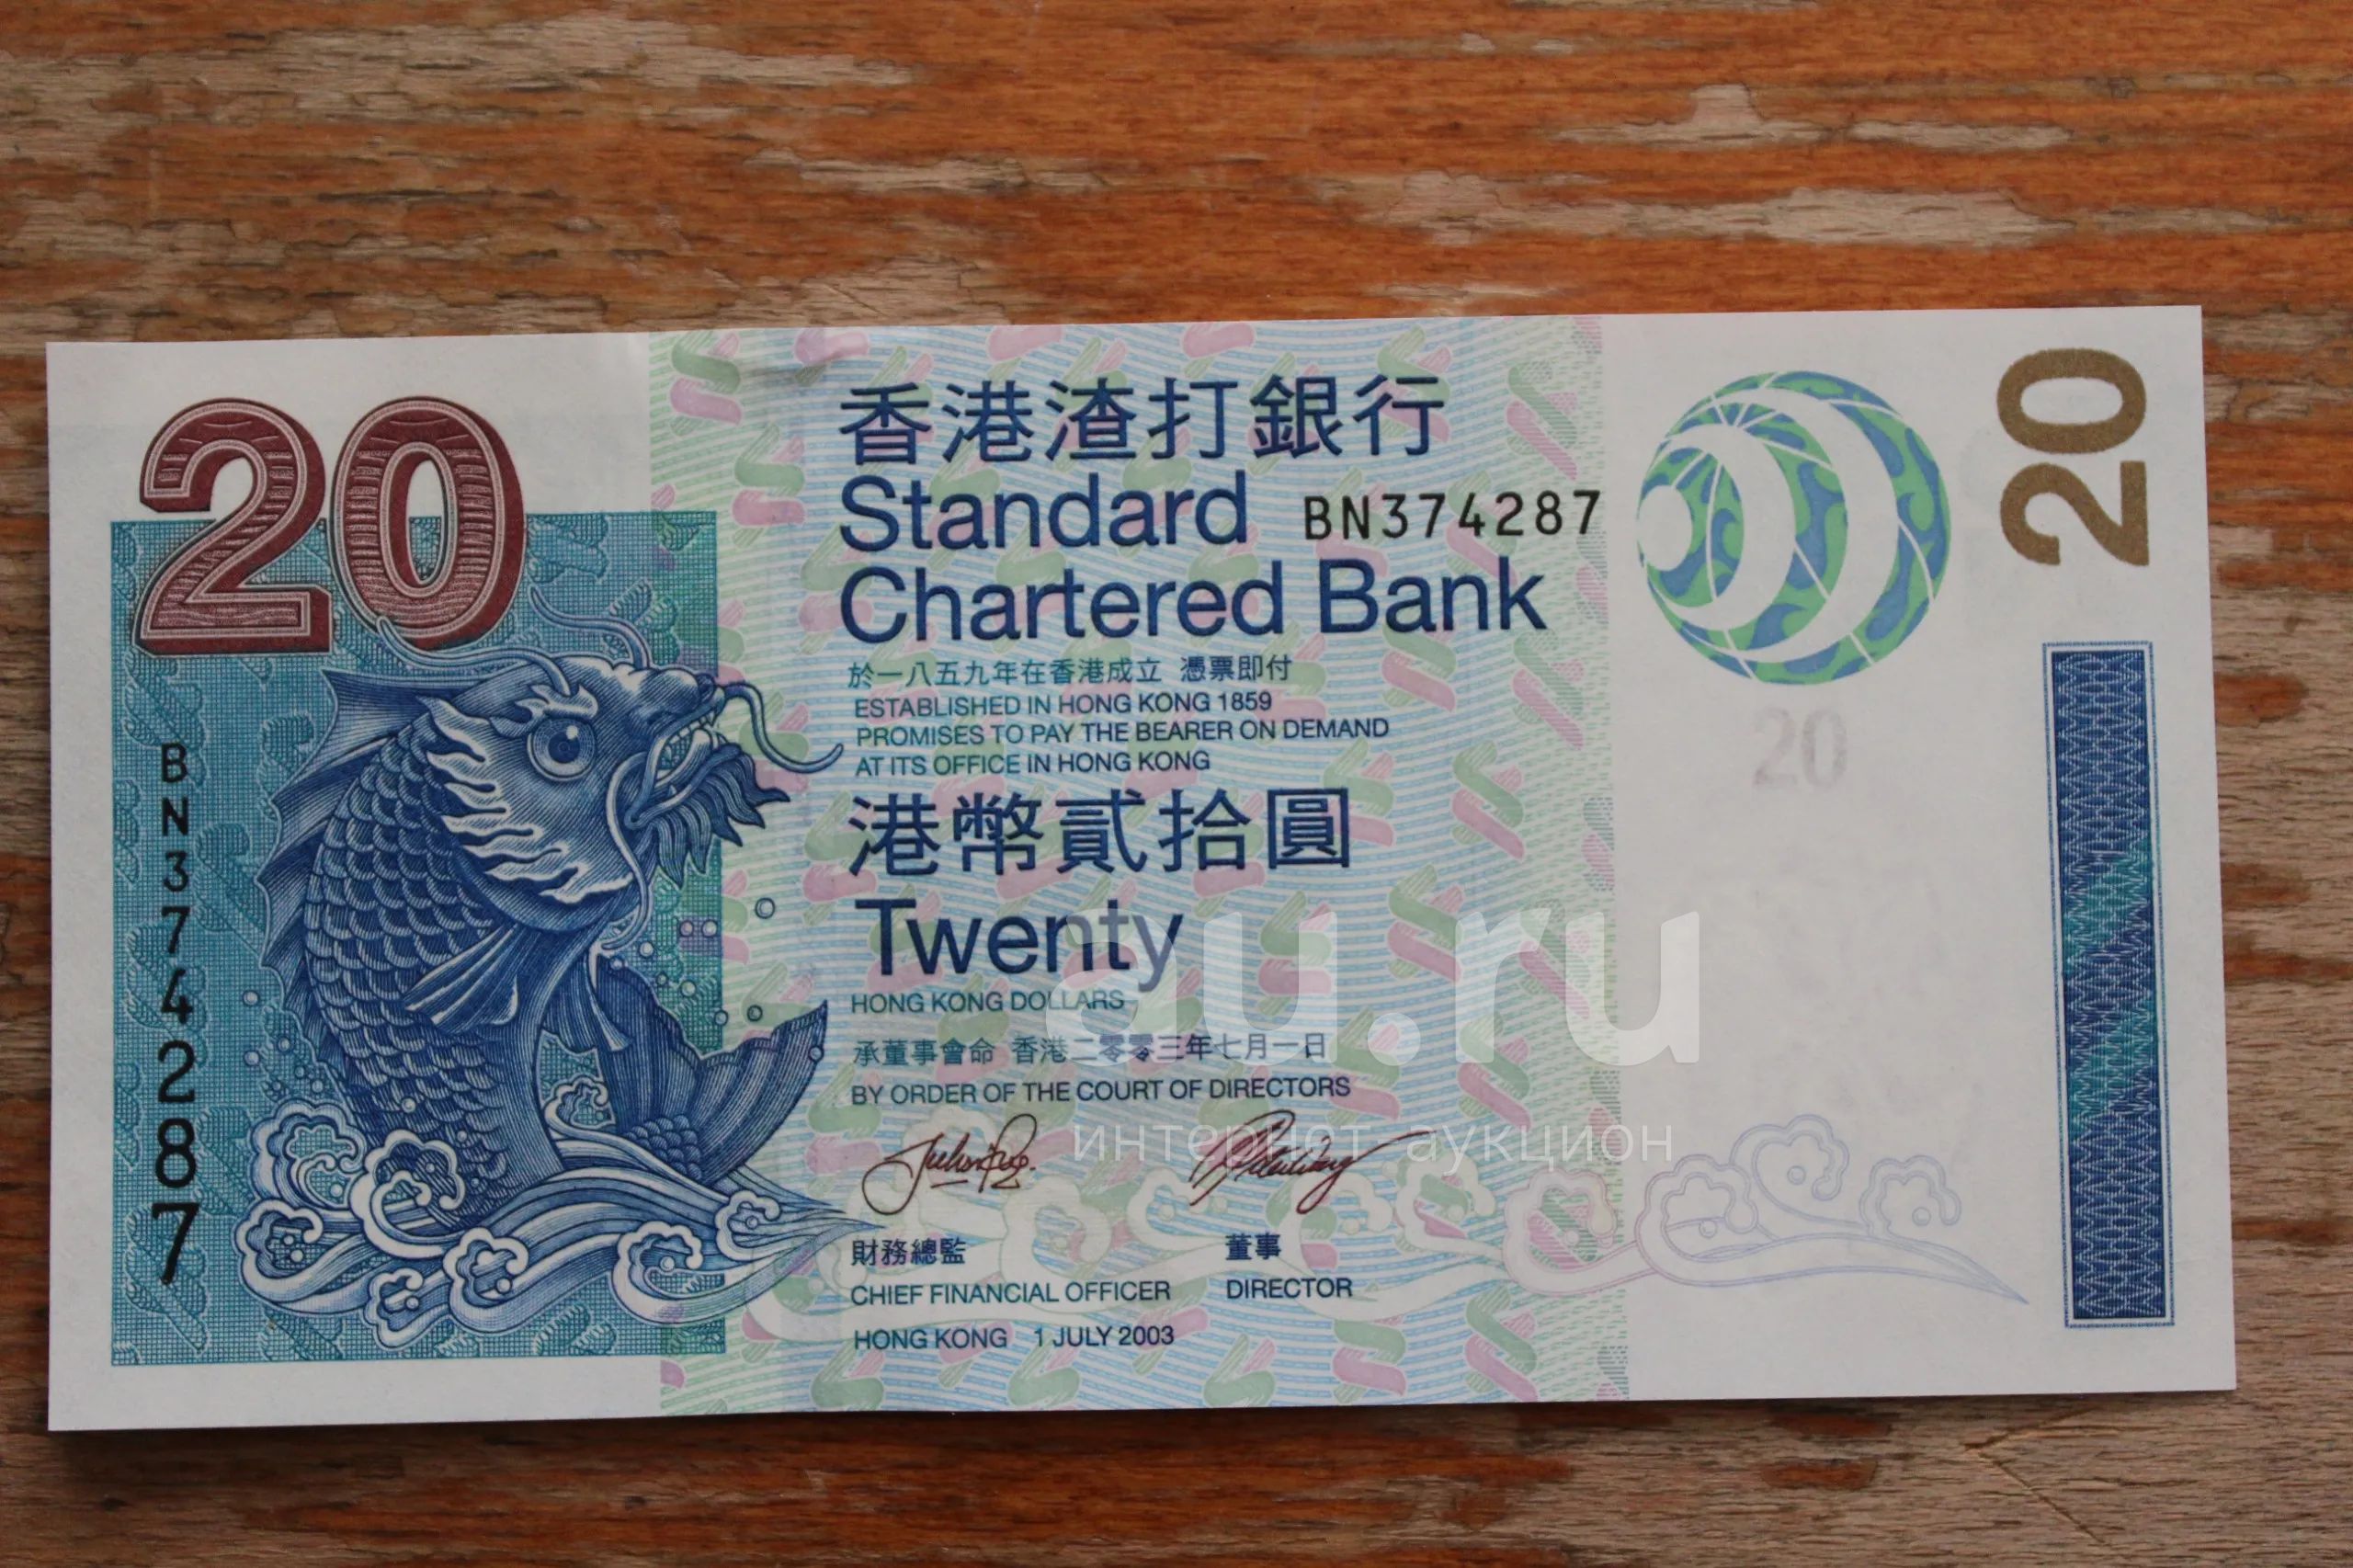 20
香港渣打銀行
Standard
BN374287
Chartered Bank
於一八五九年在香港成立 憑票即付
ESTABLISHED IN HONG KONG 1859
PROMISES TO PAY THE BEARER ON DEMAND
AT ITS OFFICE IN HONG KONG
港幣貳拾圓
Twenty
HONG KONG DOLLARS
承董事會命 香港二零零三年七月一日
BY ORDER OF THE COURT OF DIRECTORS
財務總監
CHIEF FINANCIAL OFFICER
董事
DIRECTOR
HONG KONG 1 JULY 2003
BN374287
20
20
au.ru
интернет аукцион